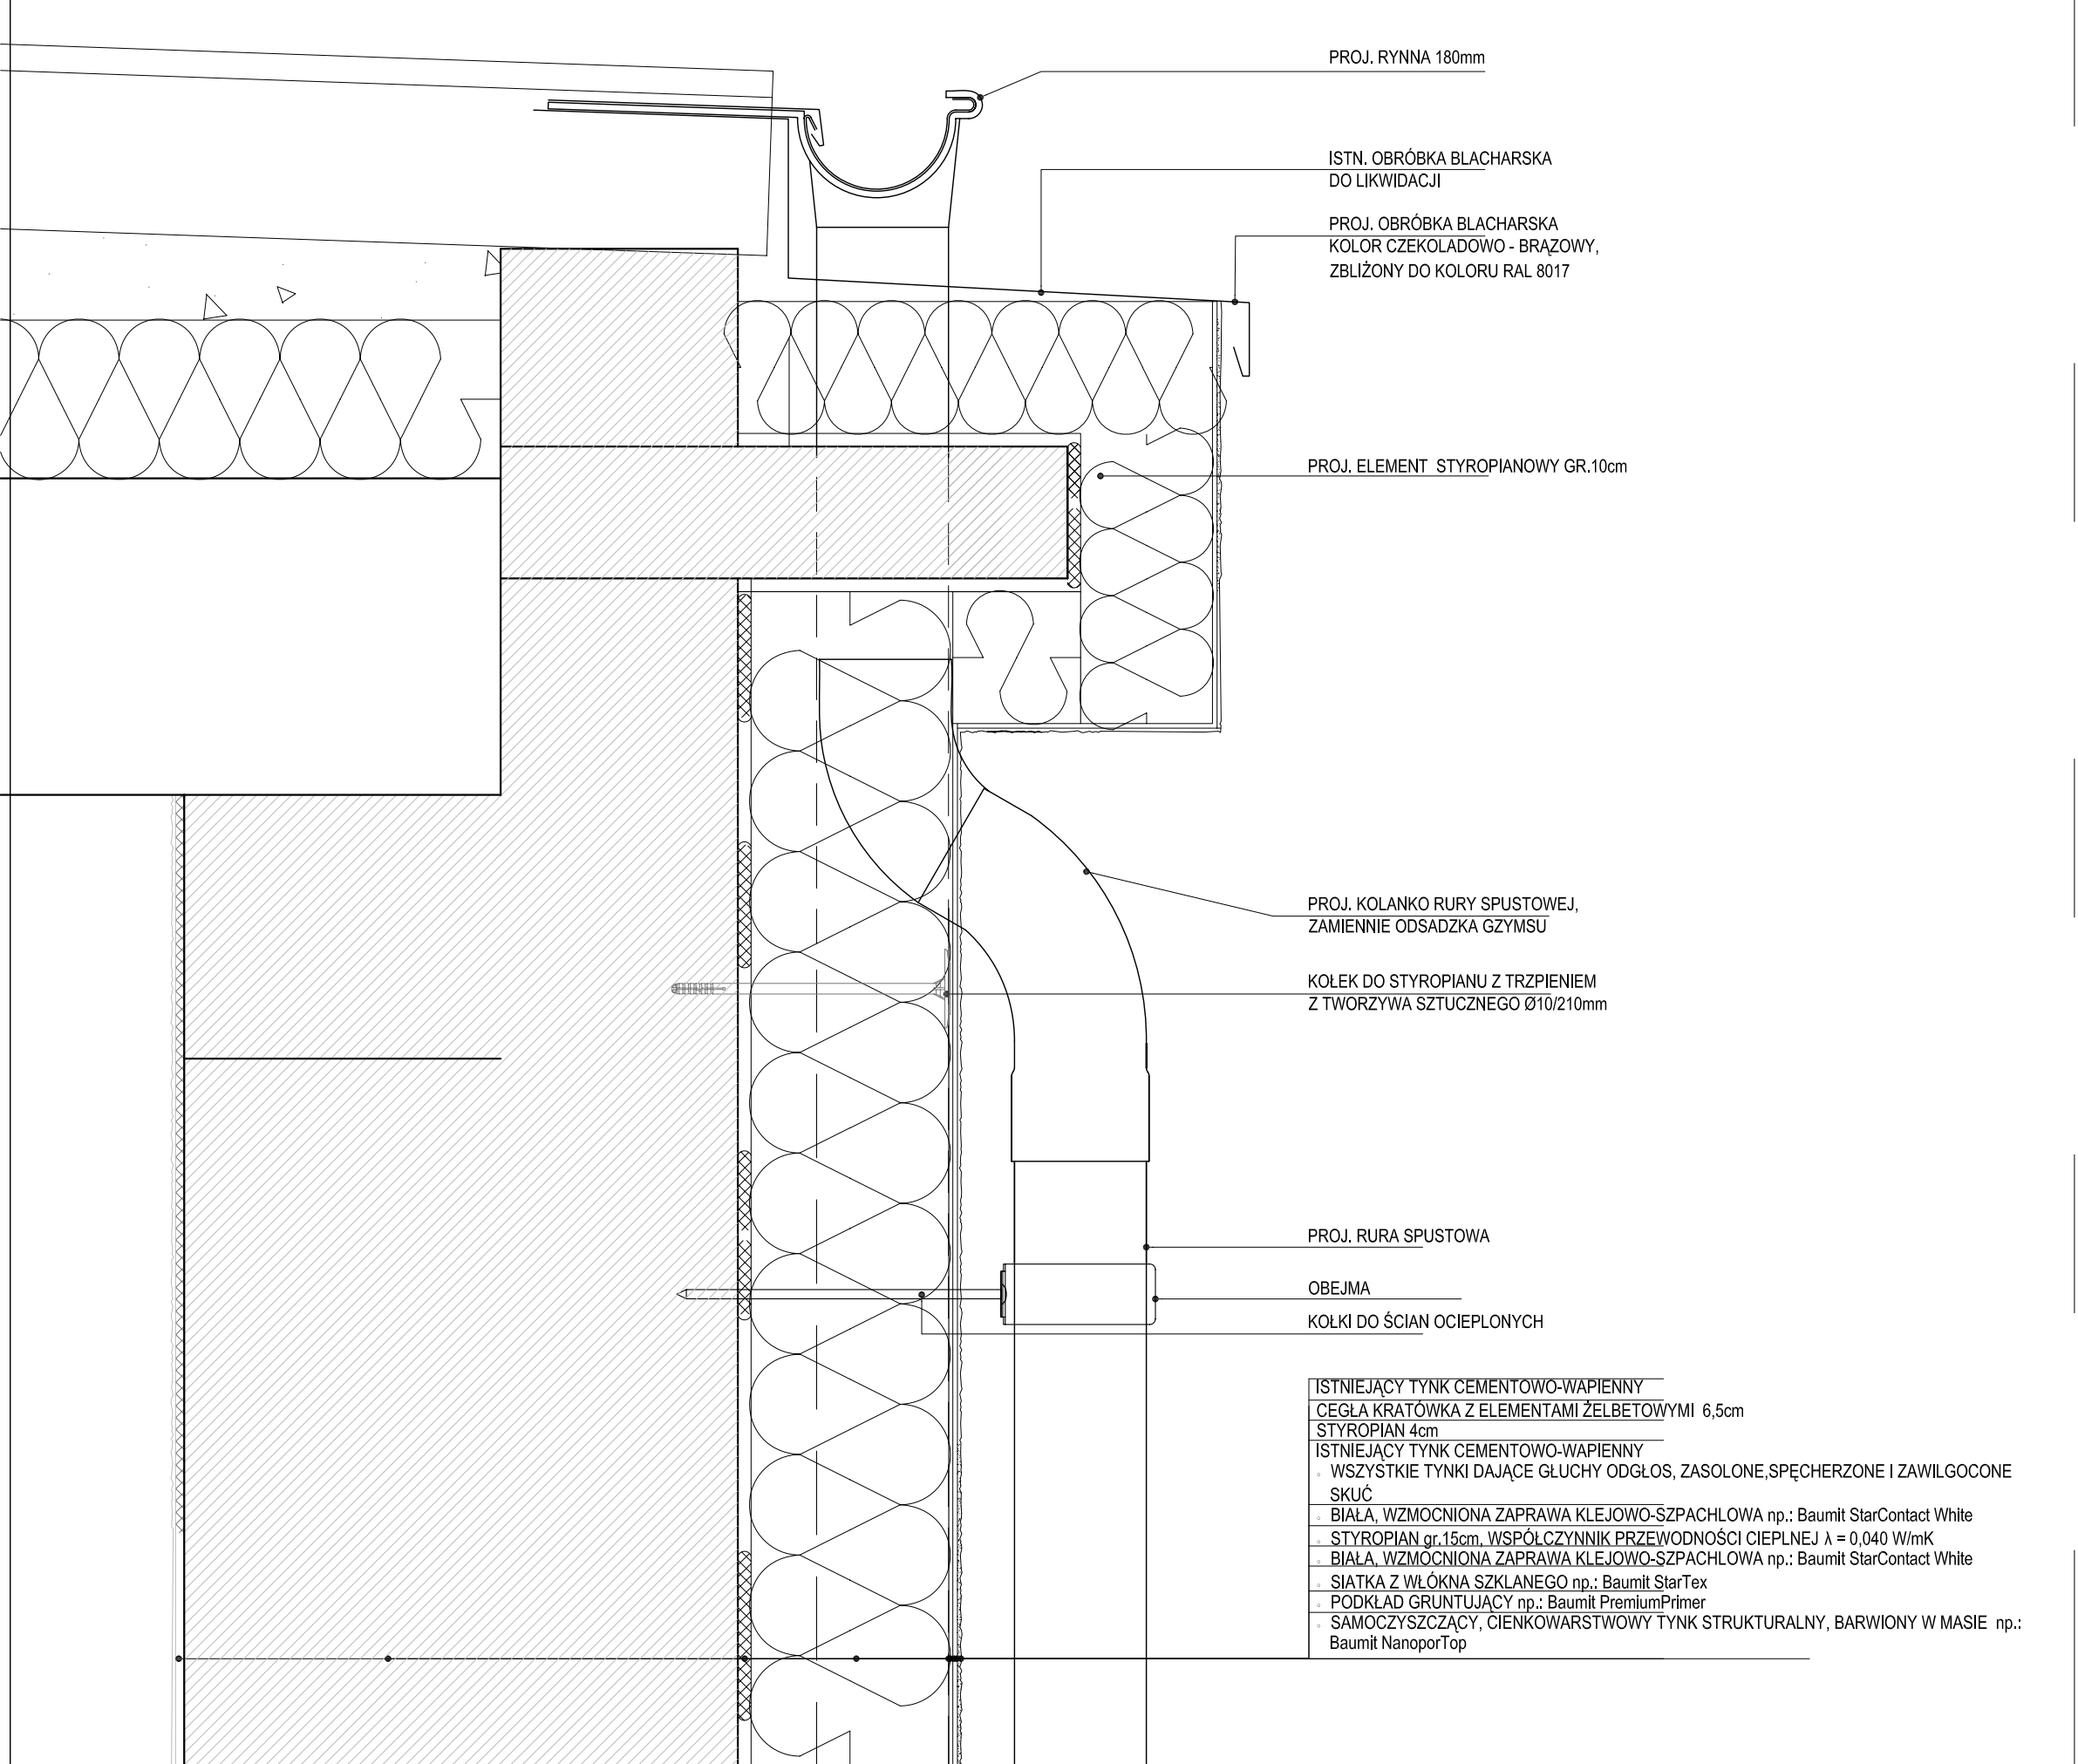 PROJ. RYNNA 180mm
ISTN. OBRÓBKA BLACHARSKA
DO LIKWIDACJI
PROJ. OBRÓBKA BLACHARSKA
KOLOR CZEKOLADOWO - BRĄZOWY,
ZBLIŻONY DO KOLORU RAL 8017
PROJ. ELEMENT STYROPIANOWY GR.10cm
PROJ. KOLANKO RURY SPUSTOWEJ,
ZAMIENNIE ODSADZKA GZYMSU
KOŁEK DO STYROPIANU Z TRZPIENIEM
Z TWORZYWA SZTUCZNEGO Ø10/210mm
PROJ. RURA SPUSTOWA
OBEJMA
KOŁKI DO ŚCIAN OCIEPLONYCH
ISTNIEJĄCY TYNK CEMENTOWO-WAPIENNY
CEGŁA KRATÓWKA Z ELEMENTAMI ŻELBETOWYMI 6,5cm
STYROPIAN 4cm
ISTNIEJĄCY TYNK CEMENTOWO-WAPIENNY
WSZYSTKIE TYNKI DAJĄCE GŁUCHY ODGŁOS, ZASOLONE,SPĘCHERZONE I ZAWILGOCONE
SKUĆ
BIAŁA, WZMOCNIONA ZAPRAWA KLEJOWO-SZPACHLOWA np.: Baumit StarContact White
STYROPIAN gr.15cm, WSPÓŁCZYNNIK PRZEWODNOŚCI CIEPLNEJ λ = 0,040 W/mK
BIAŁA, WZMOCNIONA ZAPRAWA KLEJOWO-SZPACHLOWA np.: Baumit StarContact White
SIATKA Z WŁÓKNA SZKLANEGO np.: Baumit StarTex
PODKŁAD GRUNTUJĄCY np.: Baumit PremiumPrimer
SAMOCZYSZCZĄCY, CIENKOWARSTWOWY TYNK STRUKTURALNY, BARWIONY W MASIE np.:
Baumit NanoporTop